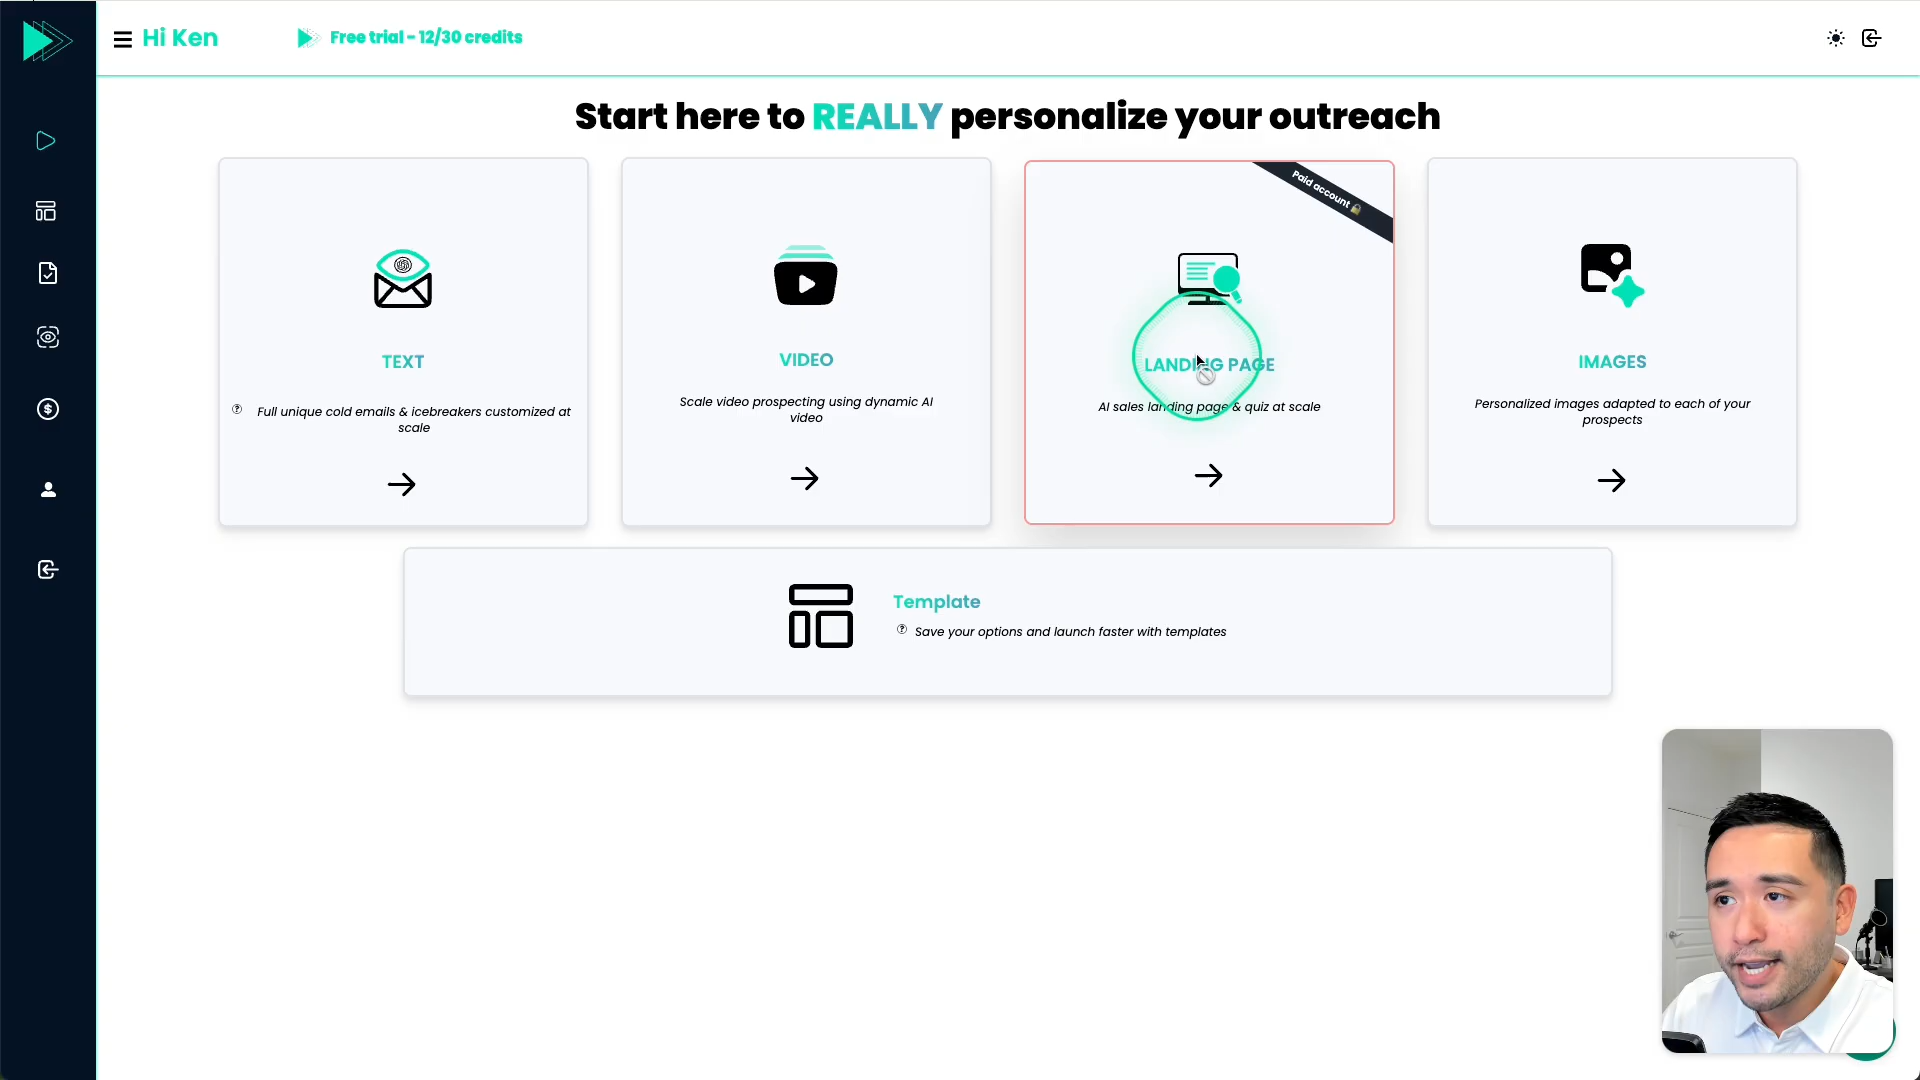 Hi Ken
Free trial - 12/30 credits
Start here to REALLY personalize your outreach
Paid account
TEXT
Full unique cold emails & icebreakers customized at
scale
VIDEO
Scale video prospecting using dynamic AI
video
LANDING PAGE
AI sales landing page & quiz at scale
IMAGES
Personalized images adapted to each of your
prospects
Template
Save your options and launch faster with templates